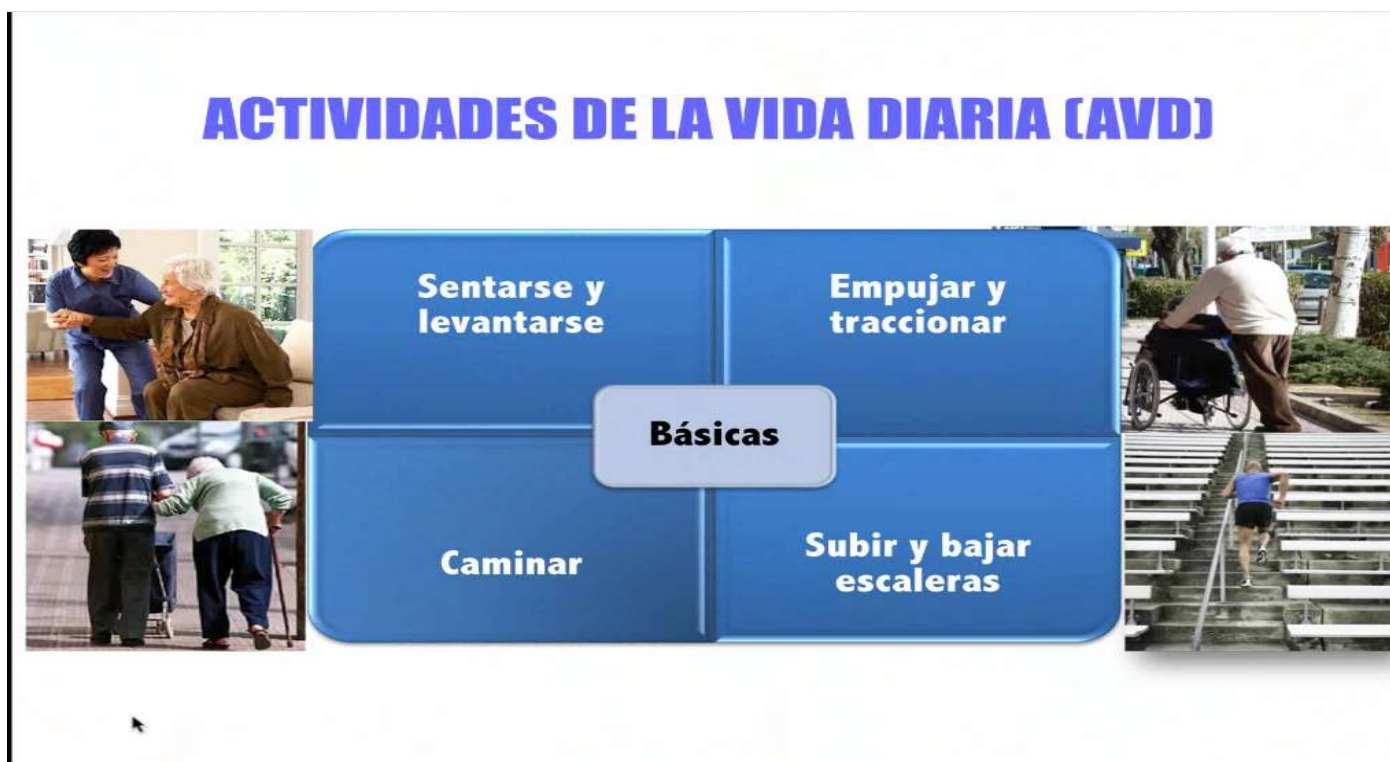 ACTIVIDADES DE LA VIDA DIARIA (AVD)
Sentarse y
levantarse
Empujar y
traccionar
Básicas
Caminar
Subir y bajar
escaleras